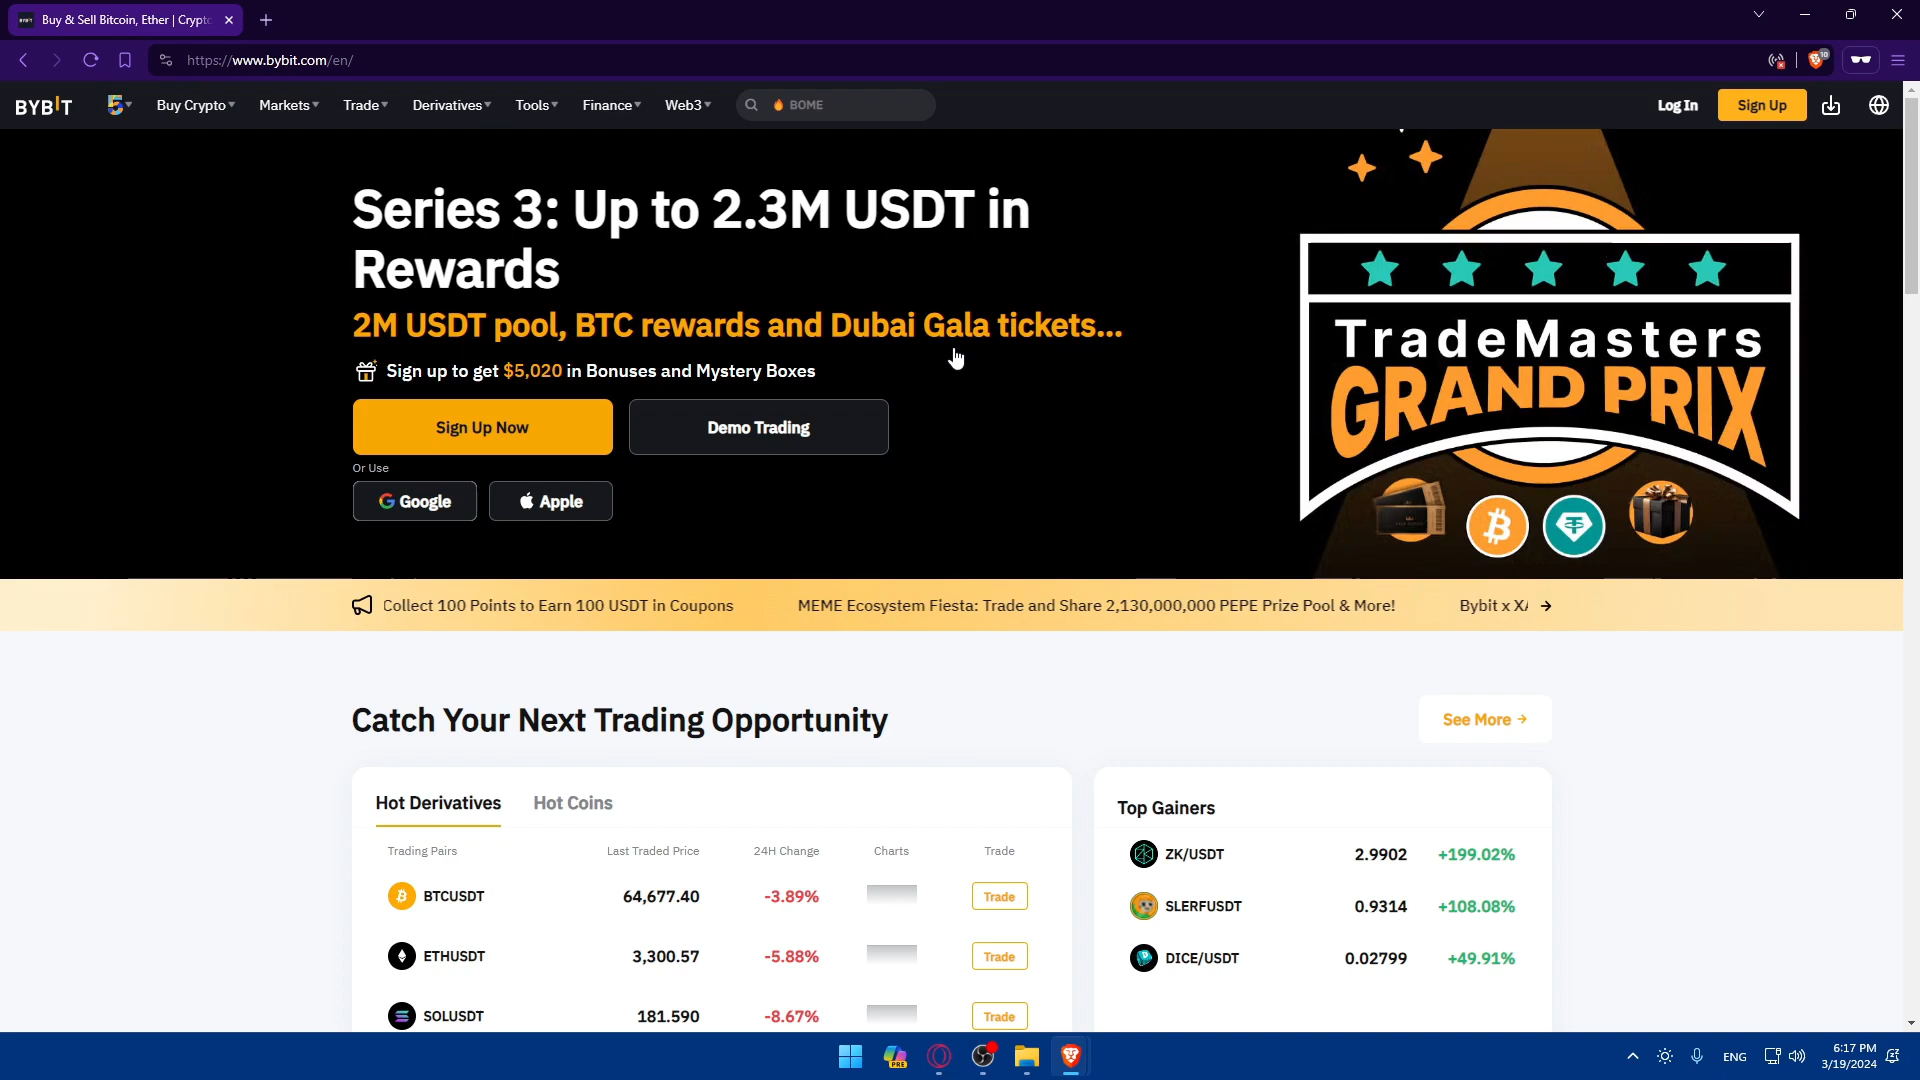 Buy & Sell Bitcoin, Ether | Crypto
https://www.bybit.com/en/
BYBIT
Buy Crypto
Markets
Trade
Derivatives
Tools
Finance
Web3
BOME
Log In
Sign Up
Series 3: Up to 2.3M USDT in
Rewards
2M USDT pool, BTC rewards and Dubai Gala tickets...
Sign up to get $5,020 in Bonuses and Mystery Boxes
Sign Up Now
Demo Trading
Or Use
Google
Apple
TradeMasters
GRAND PRIX
Collect 100 Points to Earn 100 USDT in Coupons
MEME Ecosystem Fiesta: Trade and Share 2,130,000,000 PEPE Prize Pool & More!
Bybit x
Catch Your Next Trading Opportunity
See More
Hot Derivatives
Hot Coins
Trading Pairs
Last Traded Price
24H Change
Charts
Trade
BTCUSDT
64,677.40
-3.89%
Trade
ETHUSDT
3,300.57
-5.88%
Trade
SOLUSDT
181.590
-8.67%
Trade
Top Gainers
ZK/USDT
2.9902
+199.02%
SLERFUSDT
0.9314
+108.08%
DICE/USDT
0.02799
+49.91%
PRE
ENG
6:17 PM
3/19/2024